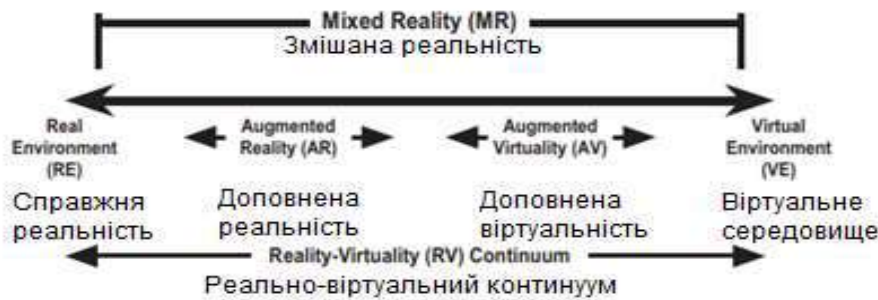 Mixed Reality (MR)
Змішана реальність
Real
Environment
(RE)
Справжня
реальність
Augmented
Reality (AR)
Доповнена
реальність
Augmented
Virtuality (AV)
Доповнена
віртуальність
Virtual
Environment
(VE)
Віртуальне
середовище
Reality-Virtuality (RV) Continuum
Реально-віртуальний континуум